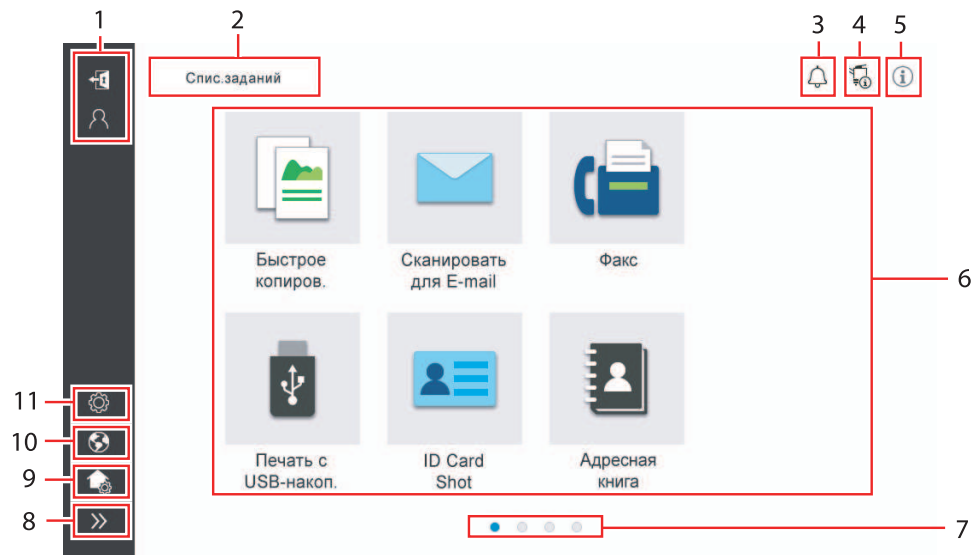 1
2
3
4
5
Спис.заданий
Быстрое
копиров.
Сканировать
для E-mail
Факс
6
Печать с
USB-накоп.
ID Card
Shot
Адресная
книга
11
10
9
8
7